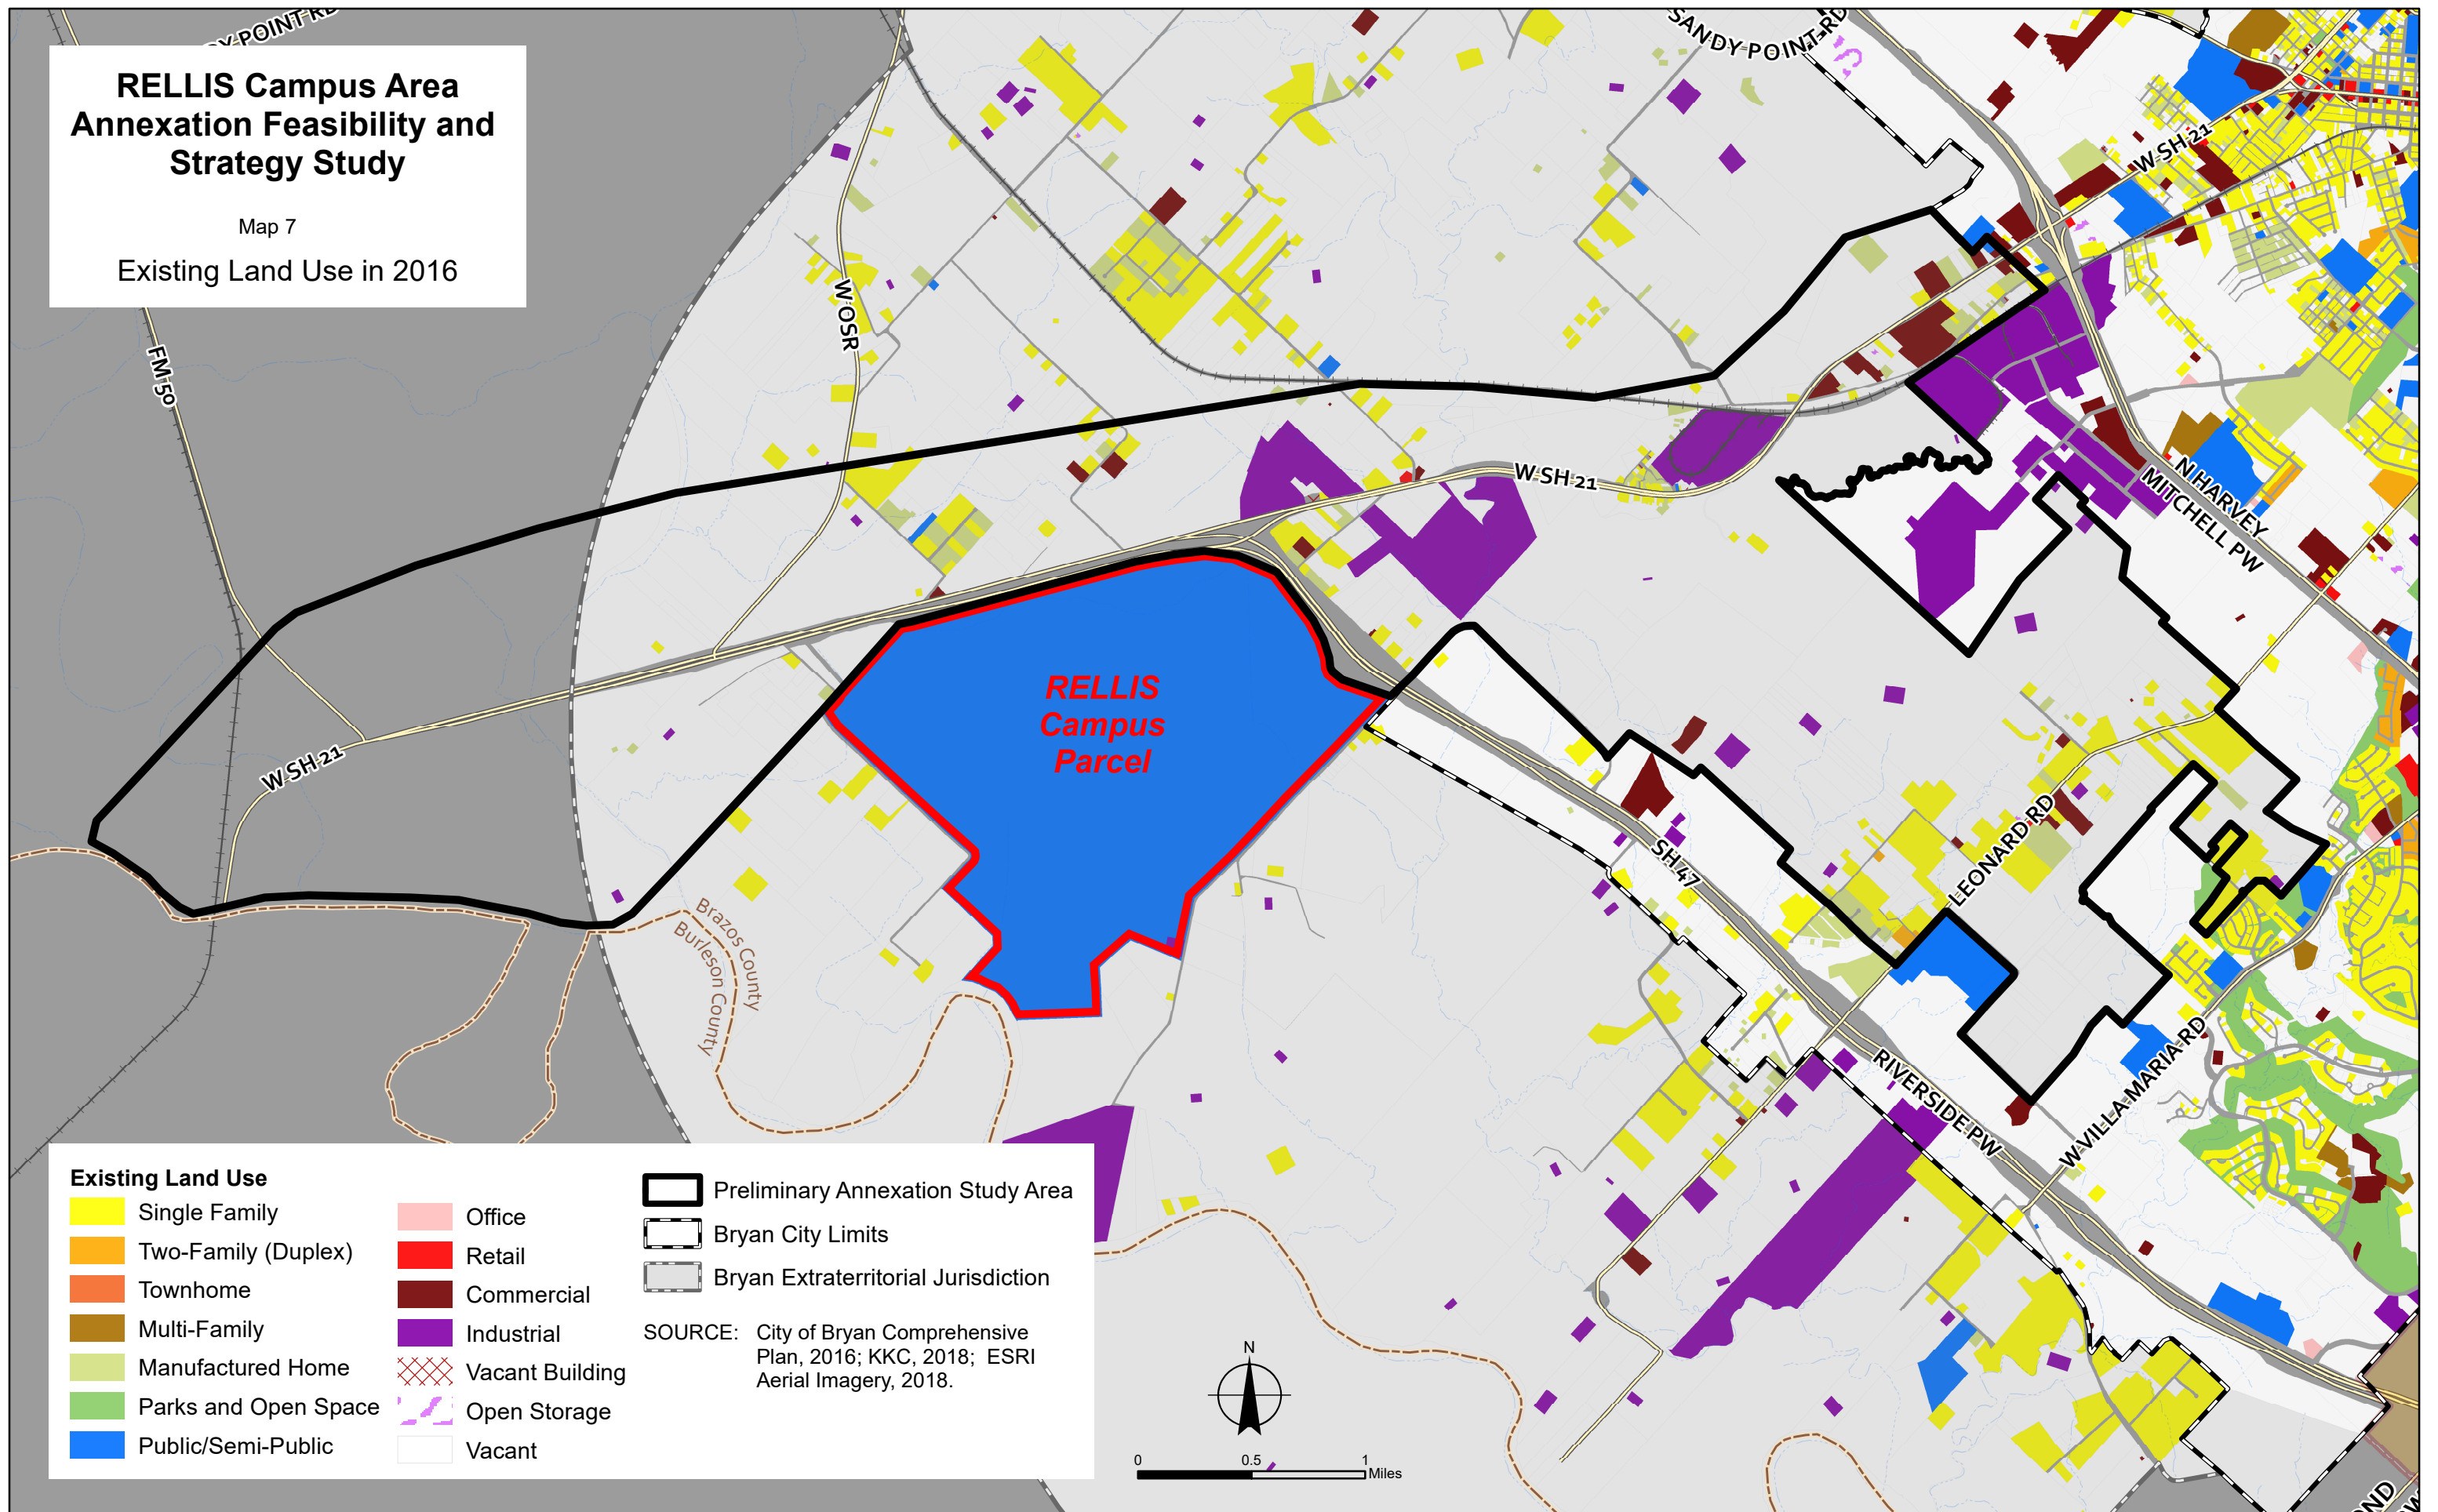 RELLIS Campus Area
Annexation Feasibility and
Strategy Study
Map 7
Existing Land Use in 2016
SANDY POINT RD
W SH 21
W OSR
FM 50
W SH 21
N HARVEY
MITCHELL PW
RELLIS
Campus
Parcel
W SH 21
SH 47
LEONARD RD
Brazos County
Burleson County
RIVERSIDE PW
W VILLA MARIA RD
Existing Land Use
Single Family
Two-Family (Duplex)
Townhome
Multi-Family
Manufactured Home
Parks and Open Space
Public/Semi-Public
Office
Retail
Commercial
Industrial
Vacant Building
Open Storage
Vacant
Preliminary Annexation Study Area
Bryan City Limits
Bryan Extraterritorial Jurisdiction
SOURCE: City of Bryan Comprehensive
Plan, 2016; KKC, 2018; ESRI
Aerial Imagery, 2018.
N
0 0.5 1
Miles